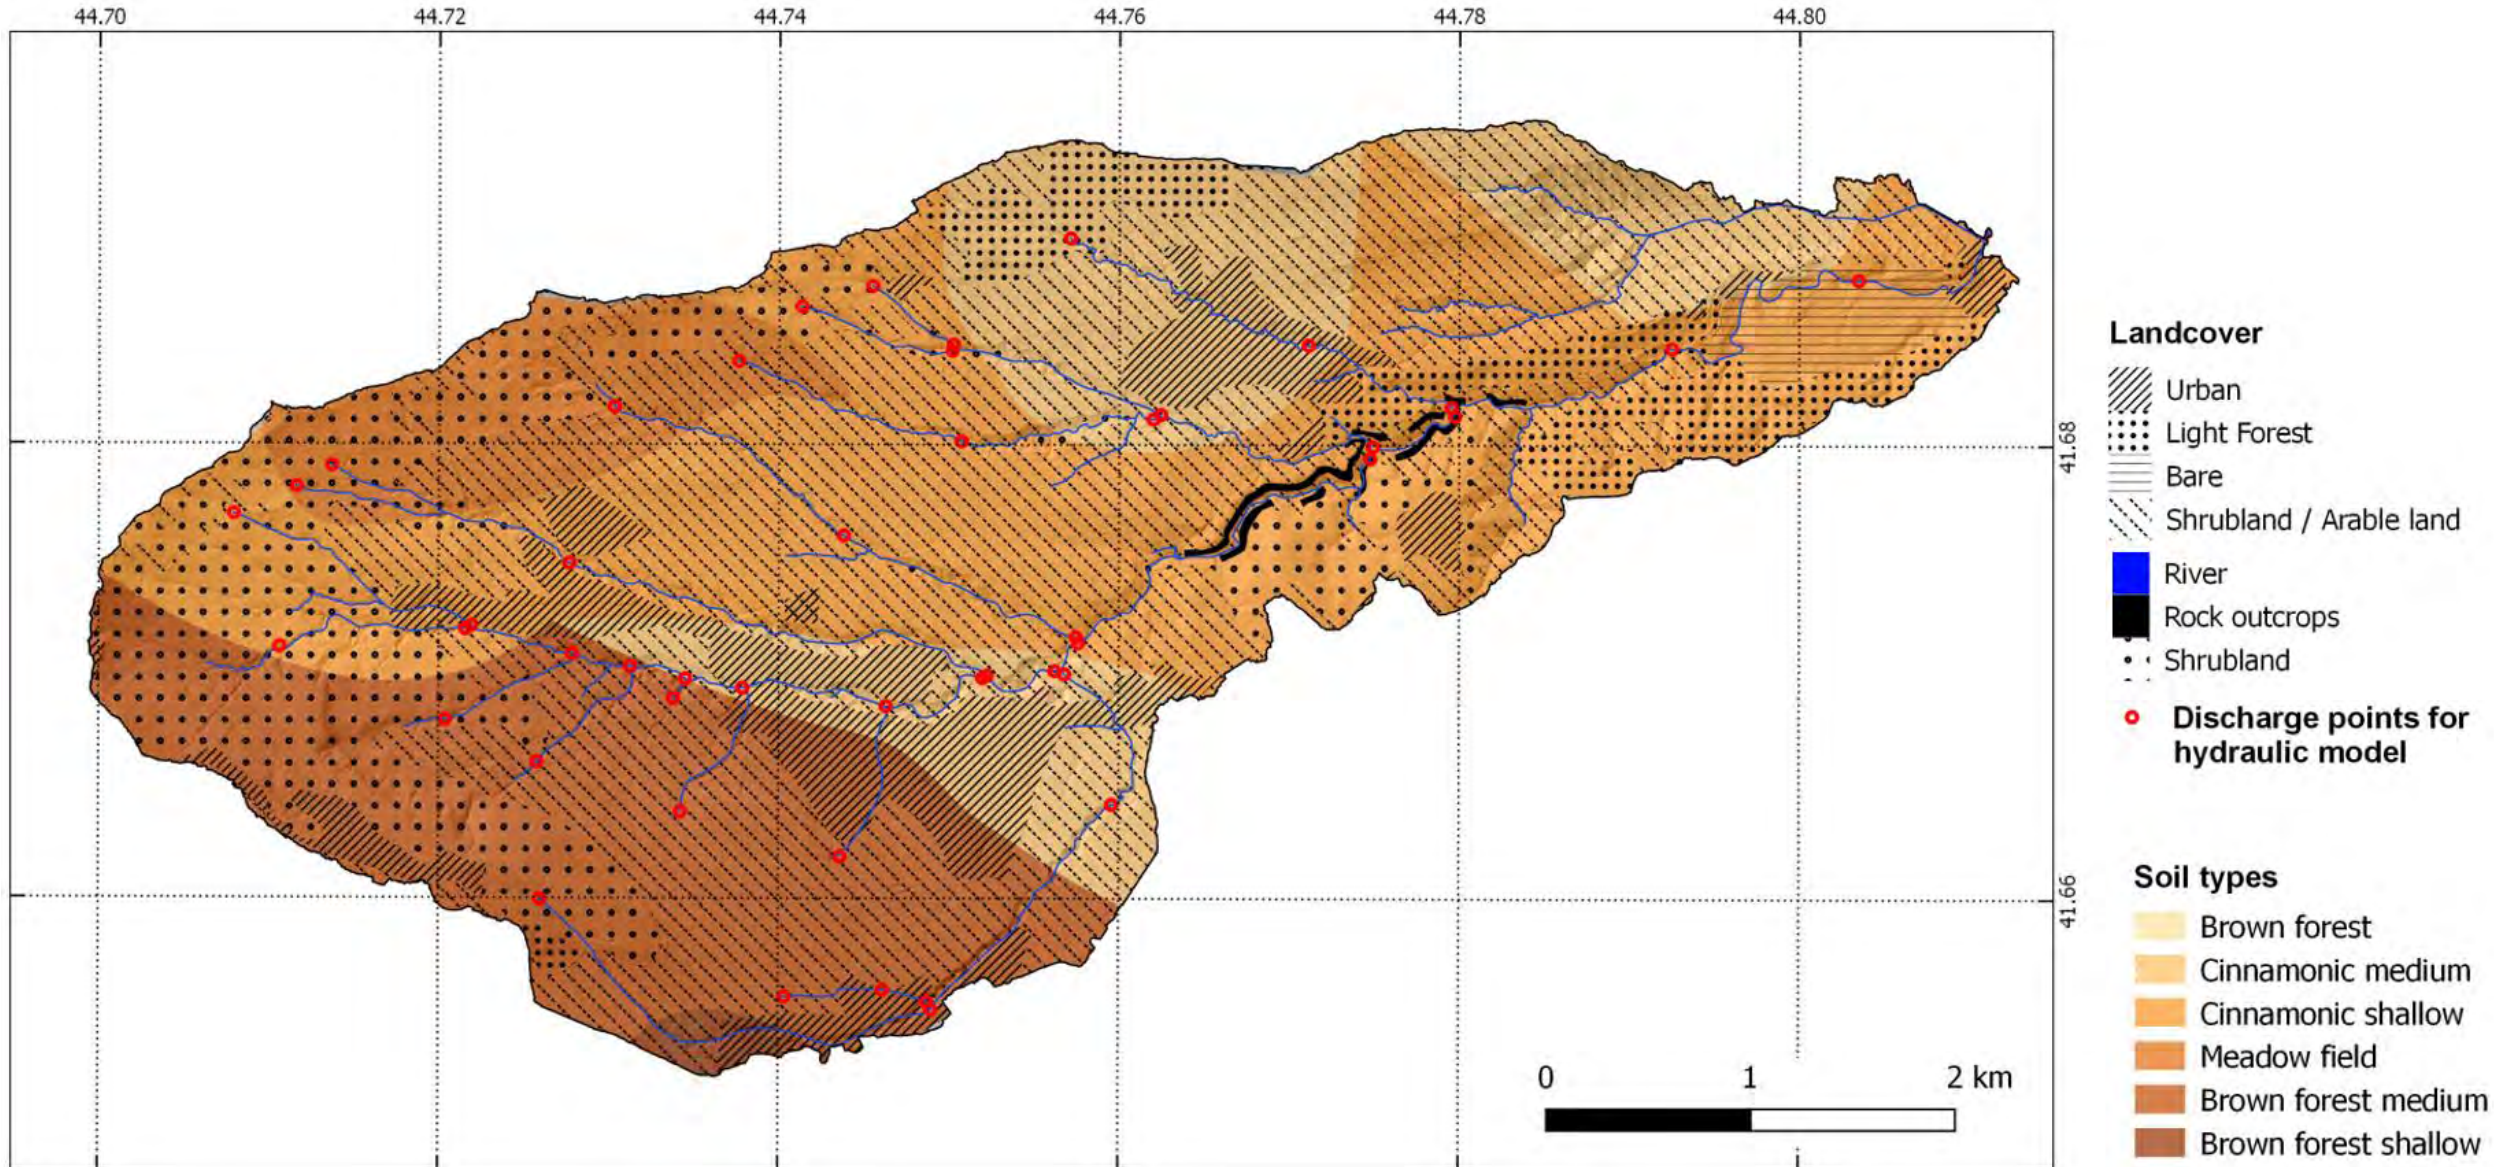 44.70 44.72 44.74 44.76 44.78 44.80
41.68
41.66
Landcover
Urban
Light Forest
Bare
Shrubland / Arable land
River
Rock outcrops
Shrubland
Discharge points for
hydraulic model
Soil types
Brown forest
Cinnamonic medium
Cinnamonic shallow
Meadow field
Brown forest medium
Brown forest shallow
0 1 2 km